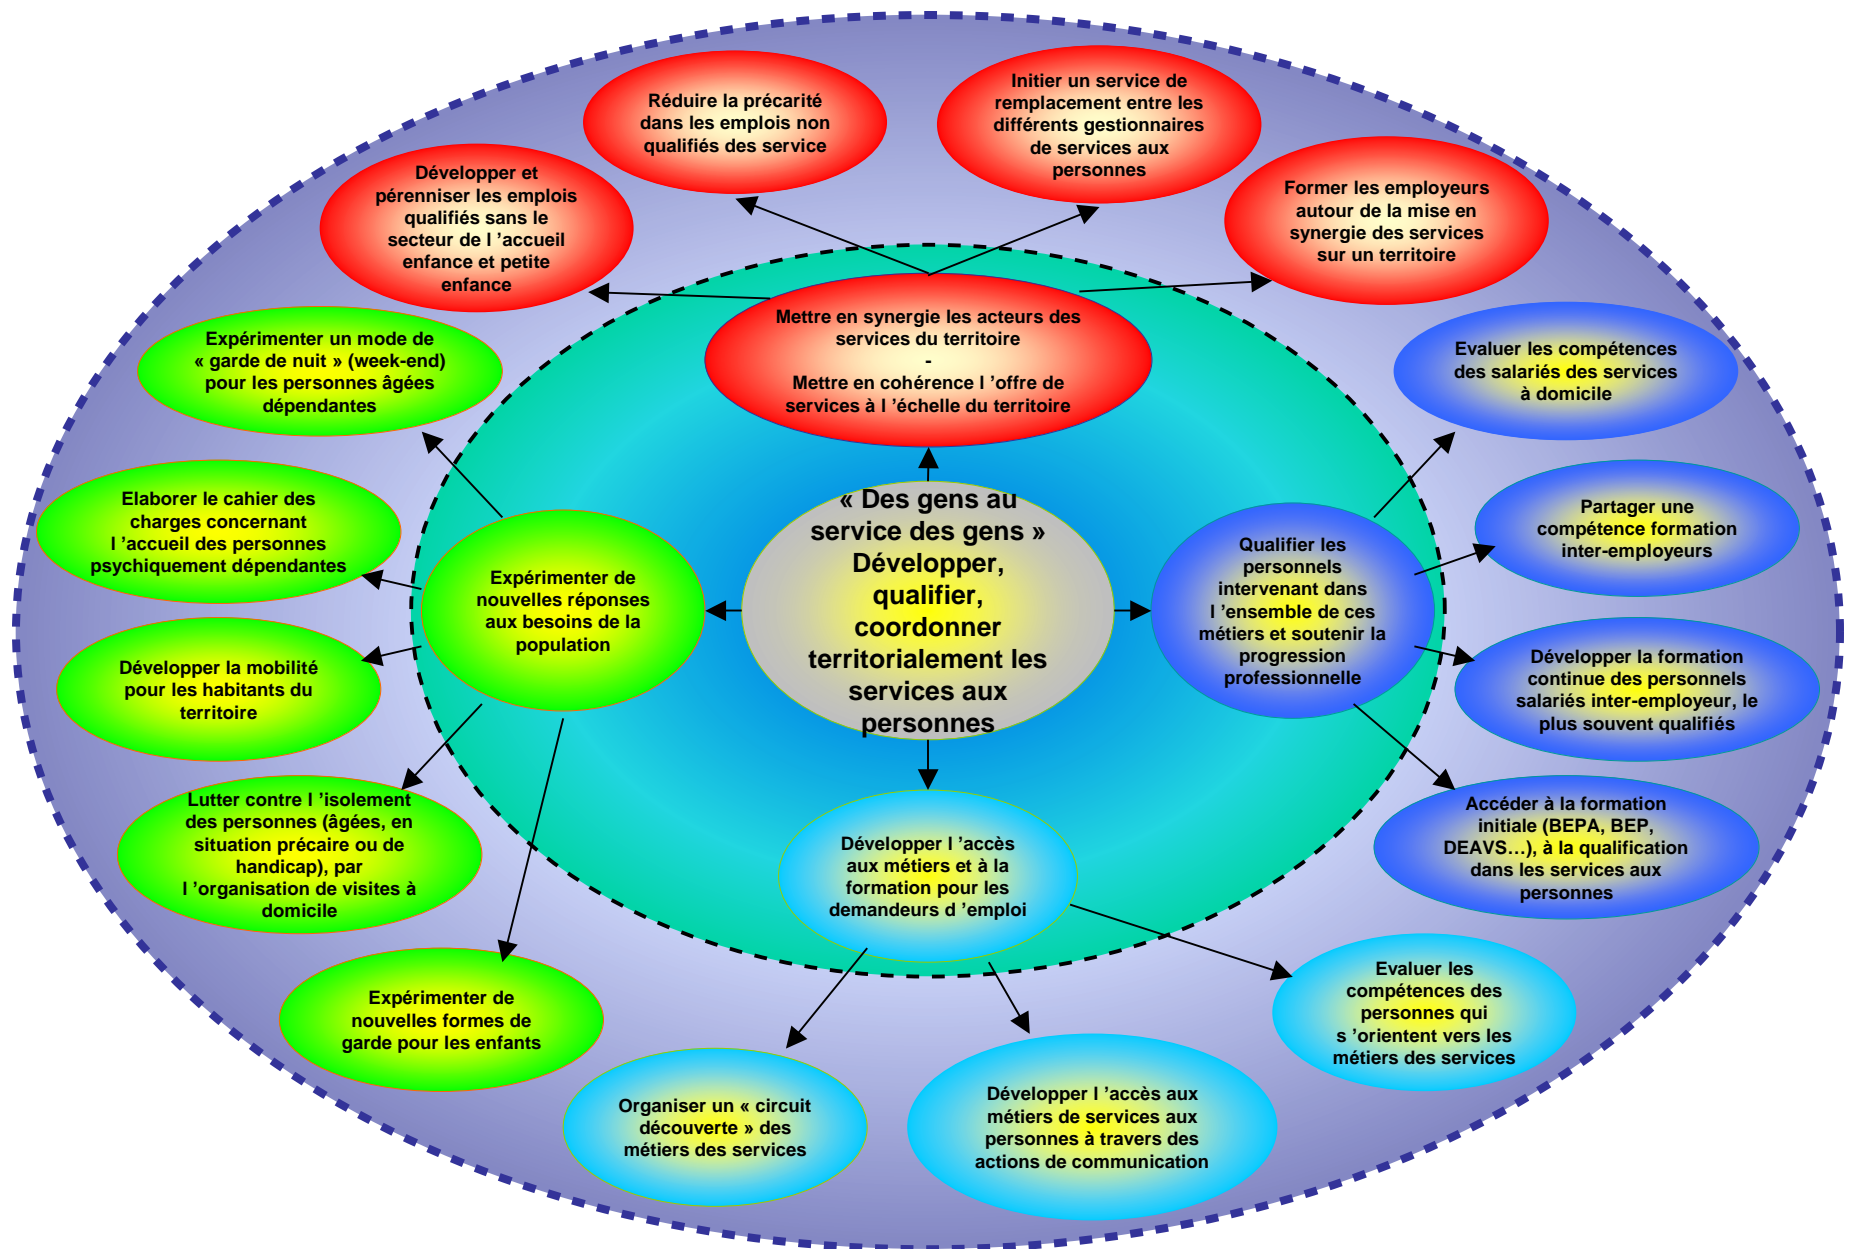 Initier un service de
remplacement entre les
différents gestionnaires
de services aux
personnes
Réduire la précarité
dans les emplois non
qualifiés des service
Développer et
pérenniser les emplois
qualifiés sans le
secteur de l ’accueil
enfance et petite
enfance
Former les employeurs
autour de la mise en
synergie des services
sur un territoire
Mettre en synergie les acteurs des
services du territoire
-
Mettre en cohérence l ’offre de
services à l ’échelle du territoire
Expérimenter un mode de
« garde de nuit » (week-end)
pour les personnes âgées
dépendantes
Evaluer les compétences
des salariés des services
à domicile
Elaborer le cahier des
charges concernant
l ’accueil des personnes
psychiquement dépendantes
Partager une
compétence formation
inter-employeurs
« Des gens au
service des gens »
Développer,
qualifier,
coordonner
territorialement les
services aux
personnes
Expérimenter de
nouvelles réponses
aux besoins de la
population
Qualifier les
personnels
intervenant dans
l ’ensemble de ces
métiers et soutenir la
progression
professionnelle
Développer la mobilité
pour les habitants du
territoire
Développer la formation
continue des personnels
salariés inter-employeur, le
plus souvent qualifiés
Lutter contre l ’isolement
des personnes (âgées, en
situation précaire ou de
handicap), par
l ’organisation de visites à
domicile
Développer l ’accès
aux métiers et à la
formation pour les
demandeurs d ’emploi
Accéder à la formation
initiale (BEPA, BEP,
DEAVS…), à la qualification
dans les services aux
personnes
Expérimenter de
nouvelles formes de
garde pour les enfants
Evaluer les
compétences des
personnes qui
s ’orientent vers les
métiers des services
Organiser un « circuit
découverte » des
métiers des services
Développer l ’accès aux
métiers de services aux
personnes à travers des
actions de communication